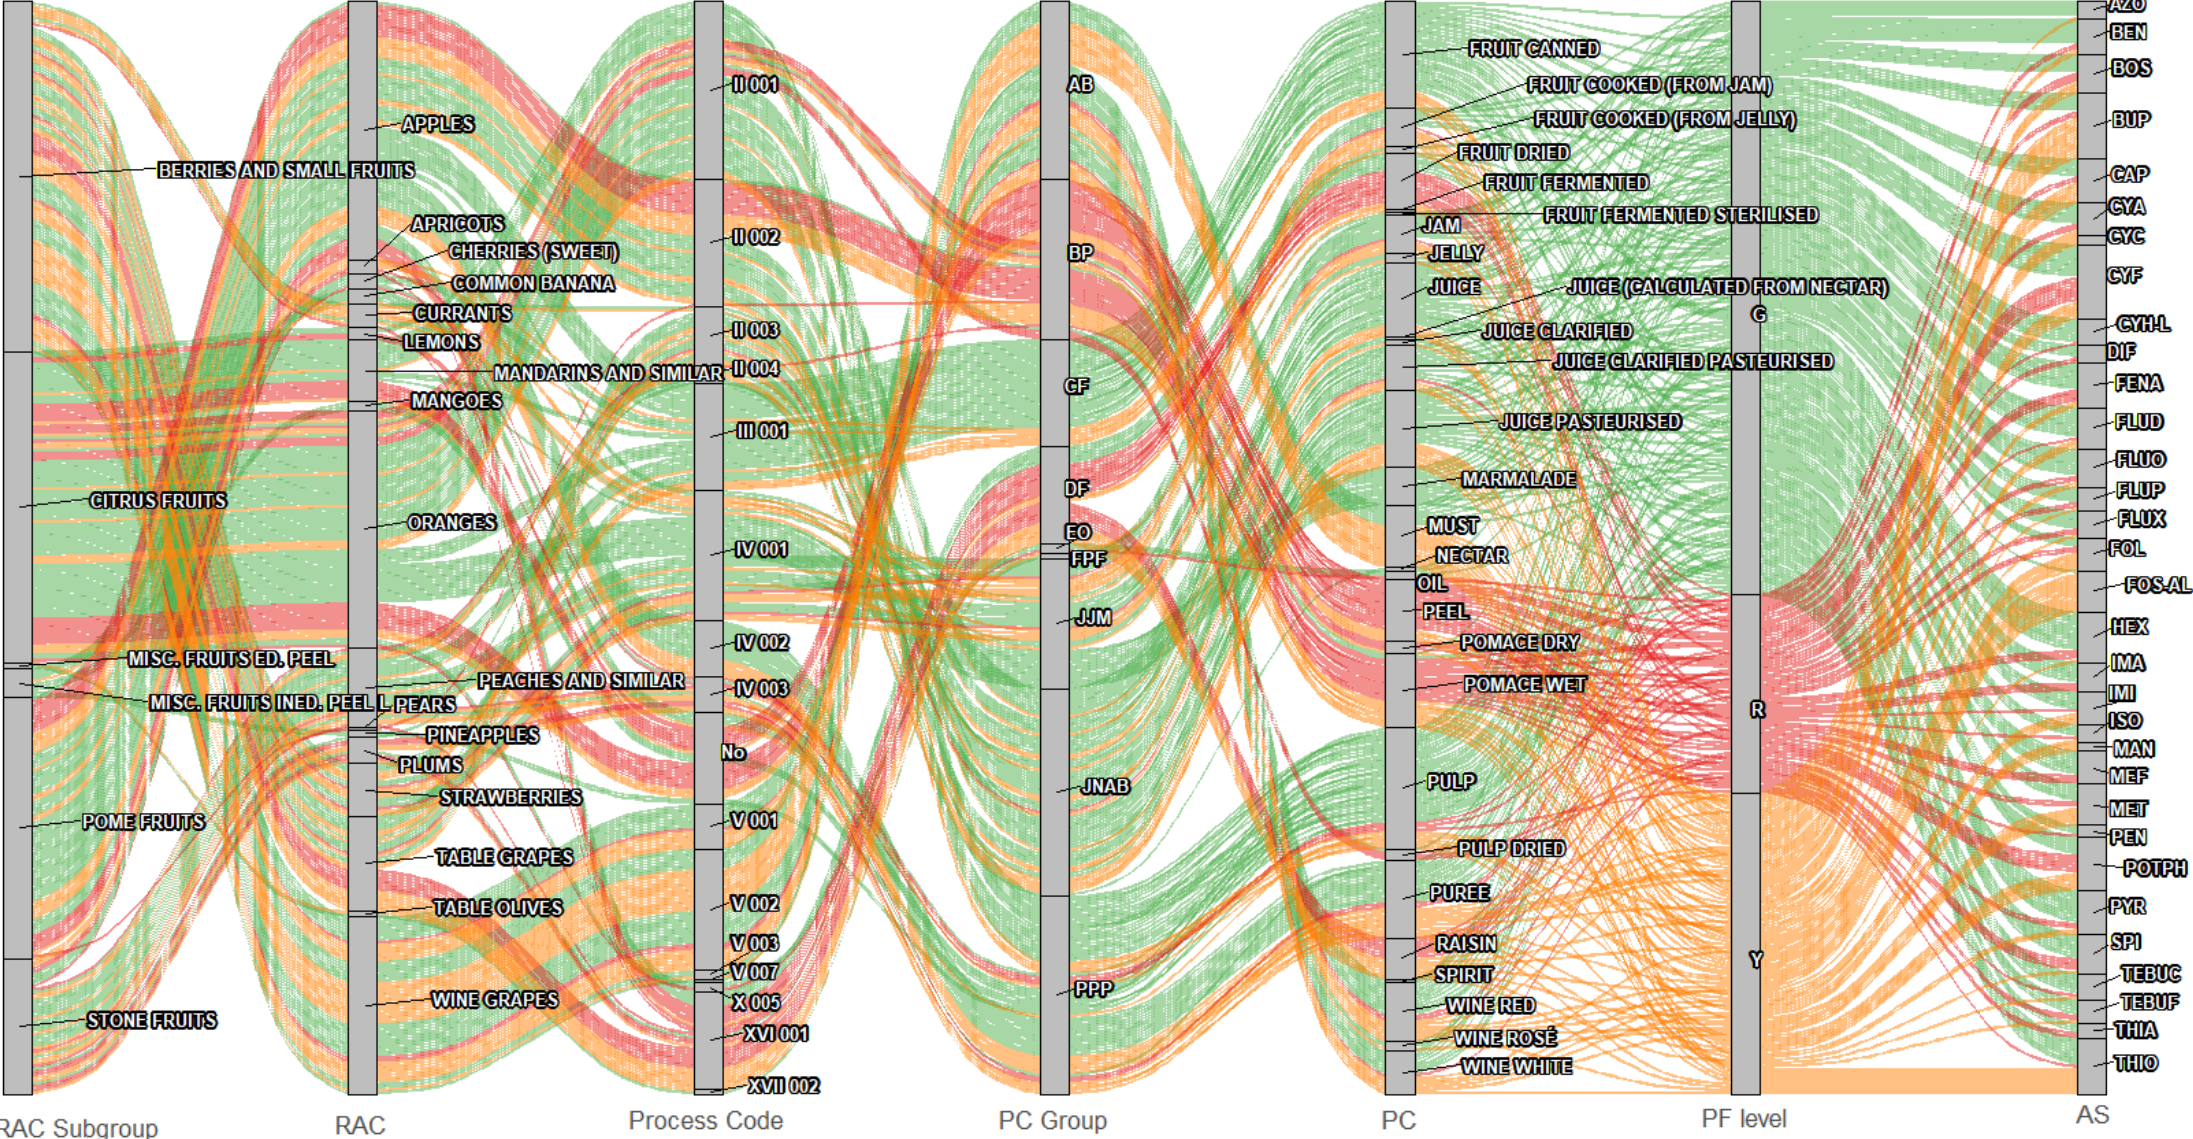 BERRIES AND SMALL FRUITS
CITRUS FRUITS
MISC. FRUITS ED. PEEL
MISC. FRUITS INED. PEEL L
POME FRUITS
STONE FRUITS
RAC Subgroup
APPLES
APRICOTS
CHERRIES (SWEET)
COMMON BANANA
CURRANTS
LEMONS
MANDARINS AND SIMILAR
MANGOES
ORANGES
PEACHES AND SIMILAR
PEARS
PINEAPPLES
PLUMS
STRAWBERRIES
TABLE GRAPES
TABLE OLIVES
WINE GRAPES
RAC
II 001
II 002
II 003
II 004
III 001
IV 001
IV 002
IV 003
No
V 001
V 002
V 003
V 007
X 005
XVI 001
XVII 002
Process Code
AB
BP
CF
DF
EO
FPF
JJM
JNAB
PPP
PC Group
FRUIT CANNED
FRUIT COOKED (FROM JAM)
FRUIT COOKED (FROM JELLY)
FRUIT DRIED
FRUIT FERMENTED
FRUIT FERMENTED STERILISED
JAM
JELLY
JUICE
JUICE (CALCULATED FROM NECTAR)
JUICE CLARIFIED
JUICE CLARIFIED PASTEURISED
JUICE PASTEURISED
MARMALADE
MUST
NECTAR
OIL
PEEL
POMACE DRY
POMACE WET
PULP
PULP DRIED
PUREE
RAISIN
SPIRIT
WINE RED
WINE ROSÉ
WINE WHITE
PC
G
R
Y
PF level
AZO
BEN
BOS
BUP
CAP
CYA
CYC
CYF
CYH-L
DIF
FENA
FLUD
FLUO
FLUP
FLUX
FOL
FOS-AL
HEX
IMA
IMI
ISO
MAN
MEF
MET
PEN
POTPH
PYR
SPI
TEBUC
TEBUF
THIA
THIO
AS